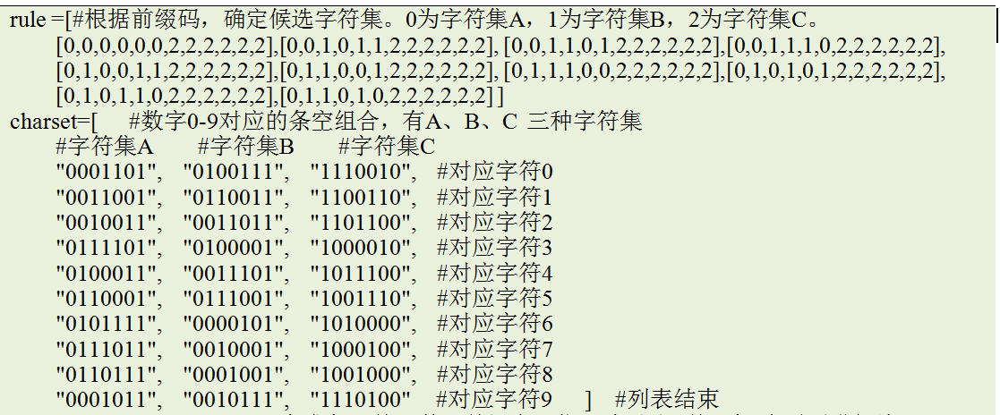 rule =[#根据前缀码，确定候选字符集。0为字符集A，1为字符集B，2为字符集C。
[0,0,0,0,0,0,2,2,2,2,2,2],[0,0,1,0,1,1,2,2,2,2,2,2], [0,0,1,1,0,1,2,2,2,2,2,2],[0,0,1,1,1,0,2,2,2,2,2,2],
[0,1,0,0,1,1,2,2,2,2,2,2],[0,1,1,0,0,1,2,2,2,2,2,2], [0,1,1,1,0,0,2,2,2,2,2,2],[0,1,0,1,0,1,2,2,2,2,2,2],
[0,1,0,1,1,0,2,2,2,2,2,2],[0,1,1,0,1,0,2,2,2,2,2,2] ]
charset=[ #数字0-9对应的条空组合，有A、B、C 三种字符集
#字符集A #字符集B #字符集C
"0001101", "0100111", "1110010", #对应字符0
"0011001", "0110011", "1100110", #对应字符1
"0010011", "0011011", "1101100", #对应字符2
"0111101", "0100001", "1000010", #对应字符3
"0100011", "0011101", "1011100", #对应字符4
"0110001", "0111001", "1001110", #对应字符5
"0101111", "0000101", "1010000", #对应字符6
"0111011", "0010001", "1000100", #对应字符7
"0110111", "0001001", "1001000", #对应字符8
"0001011", "0010111", "1110100" #对应字符9 ] #列表结束